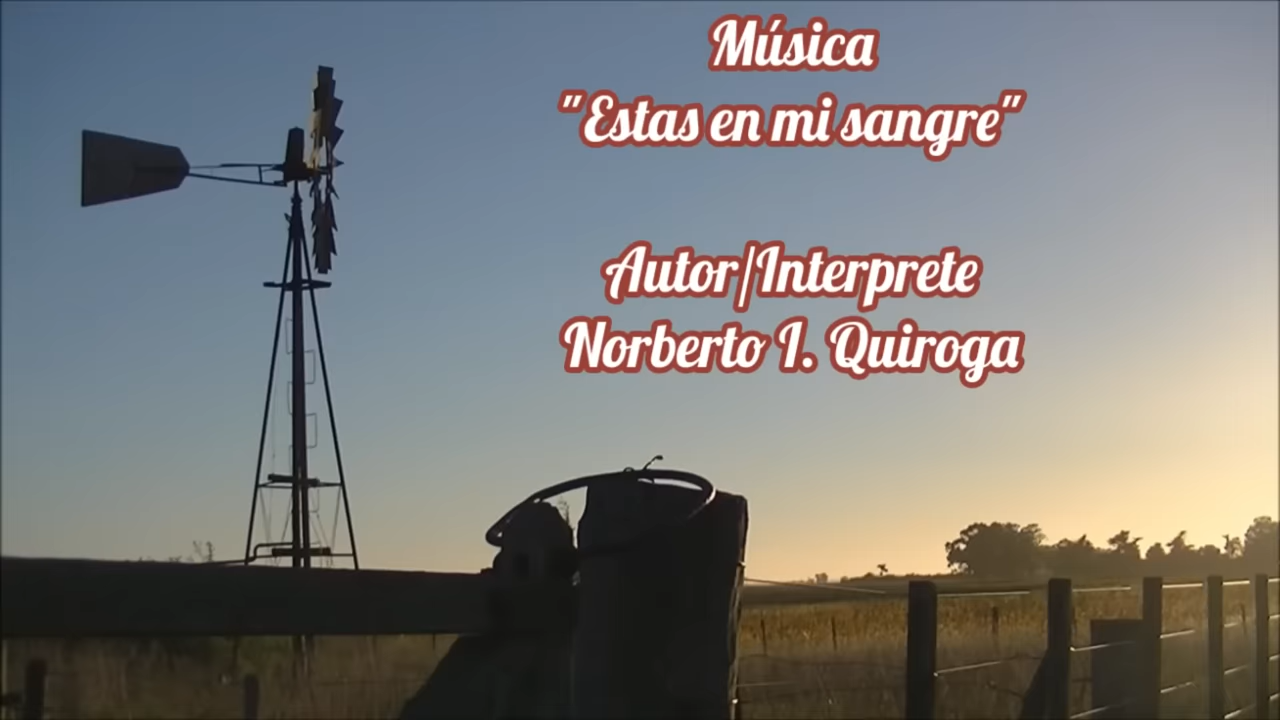 Música
"Estas en mi sangre"
Autor/Interprete
Norberto I. Quiroga